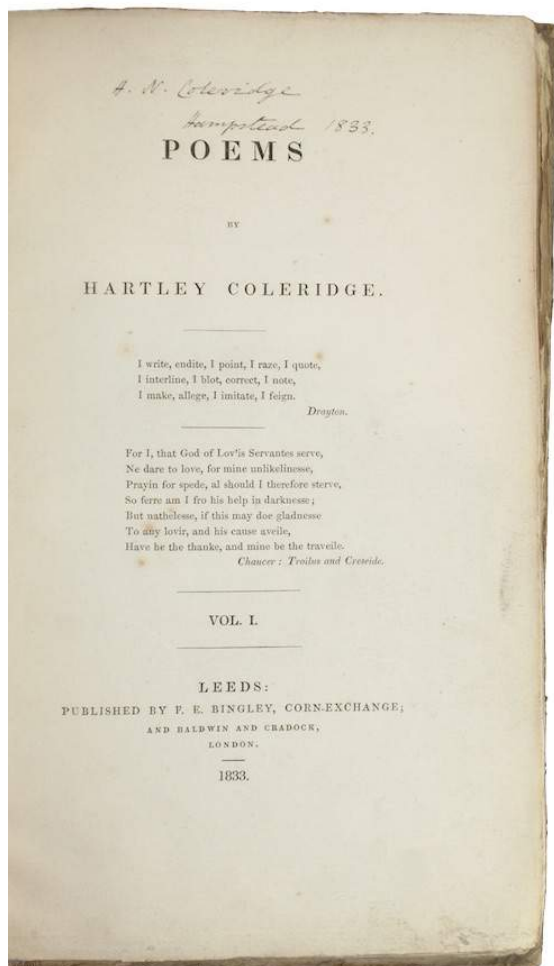 H. N. Coleridge
Hampstead 1833.
POEMS
BY
HARTLEY COLERIDGE.
I write, endite, I point, I raze, I quote,
I interline, I blot, correct, I note,
I make, allege, I imitate, I feign.
Drayton.
For I, that God of Lov'is Servantes serve,
Ne dare to love, for mine unlikelinesse,
Prayin for spede, al should I therefore sterve,
So ferre am I fro his help in darknesse;
But nathelesse, if this may doe gladnesse
To any lovir, and his cause aveile,
Have he the thanke, and mine be the traveile.
Chaucer: Troilus and Creseide.
VOL. I.
LEEDS:
PUBLISHED BY F. E. BINGLEY, CORN-EXCHANGE;
AND BALDWIN AND CRADOCK,
LONDON.
1833.